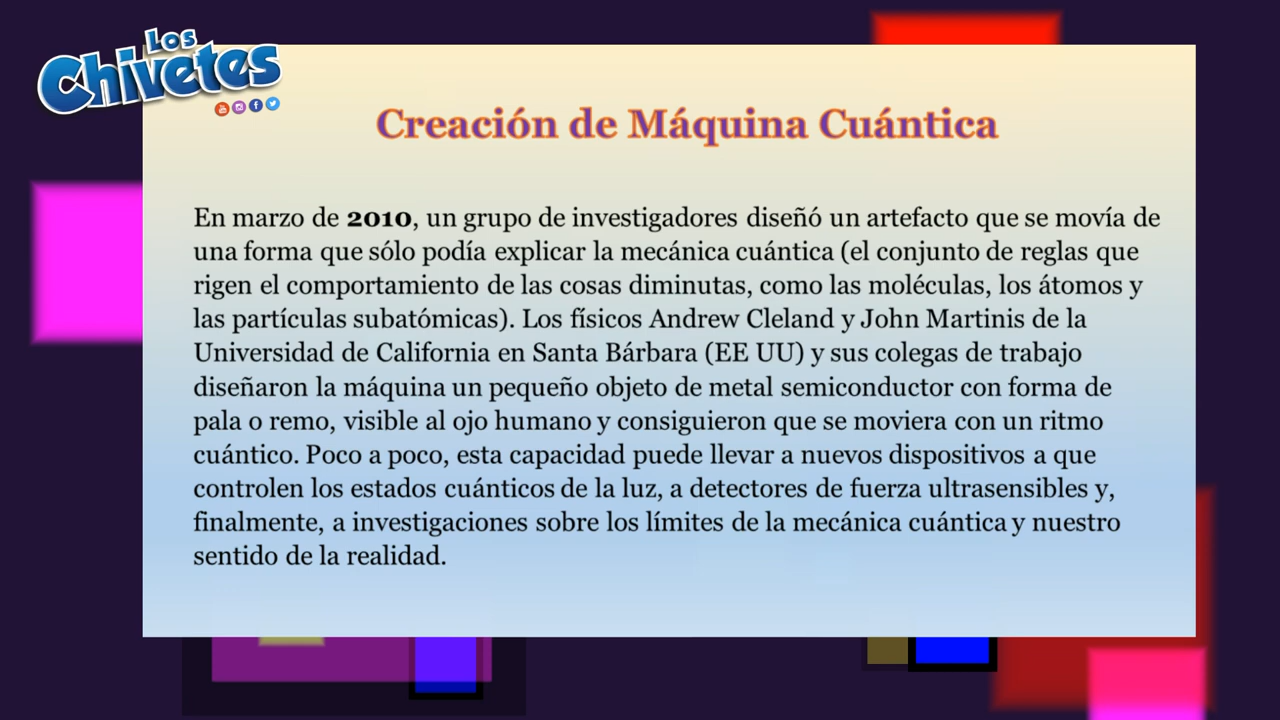 Los
Chivetes
Creación de Máquina Cuántica
En marzo de 2010, un grupo de investigadores diseñó un artefacto que se movía de
una forma que sólo podía explicar la mecánica cuántica (el conjunto de reglas que
rigen el comportamiento de las cosas diminutas, como las moléculas, los átomos y
las partículas subatómicas). Los físicos Andrew Cleland y John Martinis de la
Universidad de California en Santa Bárbara (EE UU) y sus colegas de trabajo
diseñaron la máquina un pequeño objeto de metal semiconductor con forma de
pala o remo, visible al ojo humano y consiguieron que se moviera con un ritmo
cuántico. Poco a poco, esta capacidad puede llevar a nuevos dispositivos a que
controlen los estados cuánticos de la luz, a detectores de fuerza ultrasensibles y,
finalmente, a investigaciones sobre los límites de la mecánica cuántica y nuestro
sentido de la realidad.